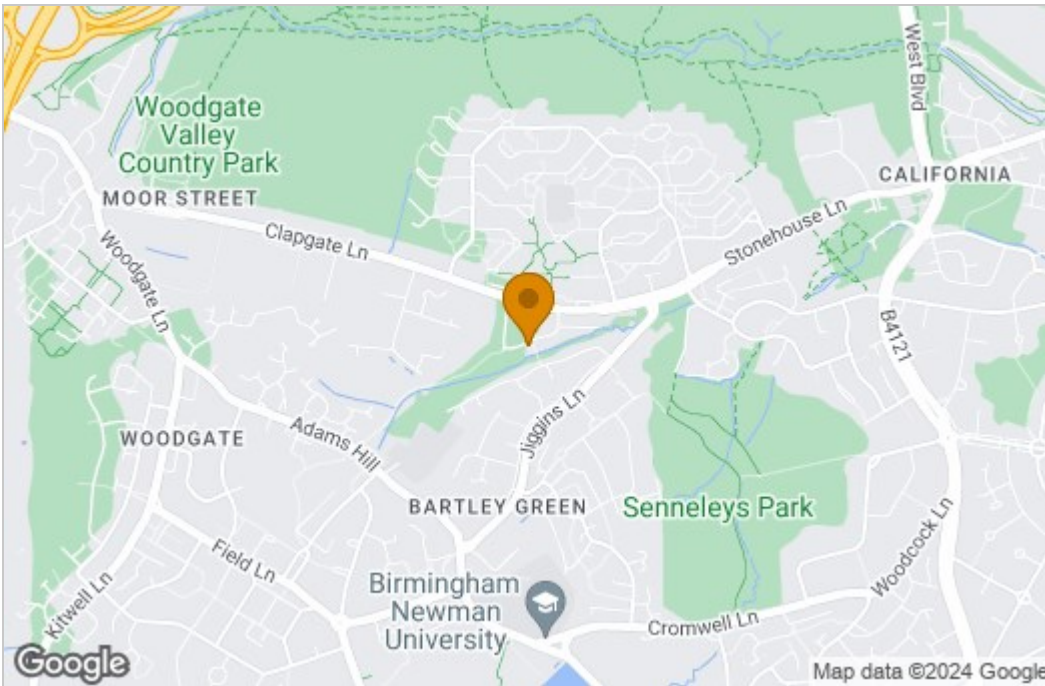 West Blvd
Woodgate
Valley
Country Park
CALIFORNIA
MOOR STREET
Stonehouse Ln
Clapgate Ln
Woodgate Ln
B4121
Adams Hill
Jiggins Ln
WOODGATE
BARTLEY GREEN
Senneleys Park
Woodcock Ln
Field Ln
Kitwell Ln
Birmingham
Newman
University
Cromwell Ln
Google
Map data ©2024 Google